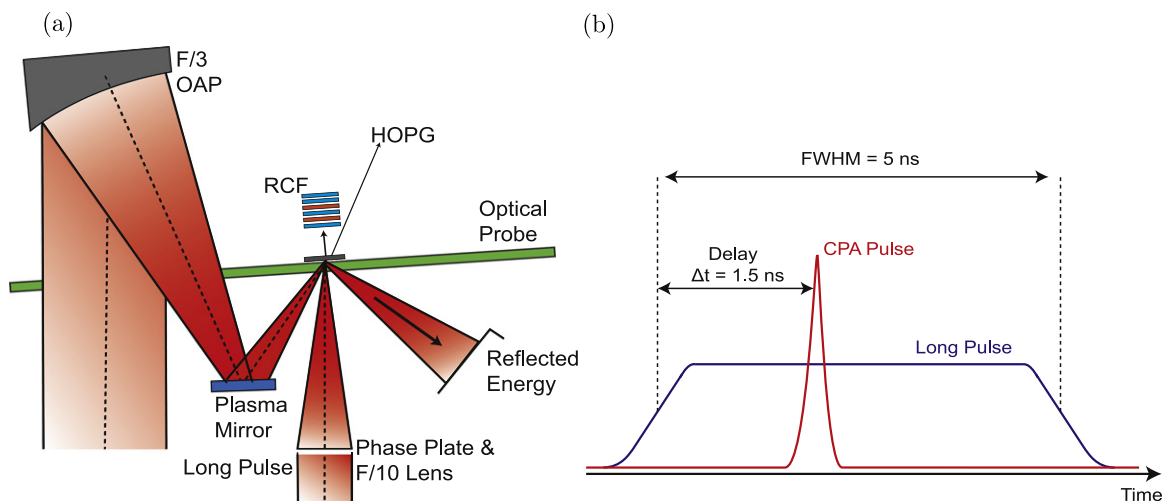 (a)
F/3
OAP
HOPG
RCF
Optical
Probe
Reflected
Energy
Plasma
Mirror
Phase Plate &
Long Pulse
F/10 Lens
(b)
FWHM = 5 ns
Delay
Δt = 1.5 ns
CPA Pulse
Long Pulse
Time